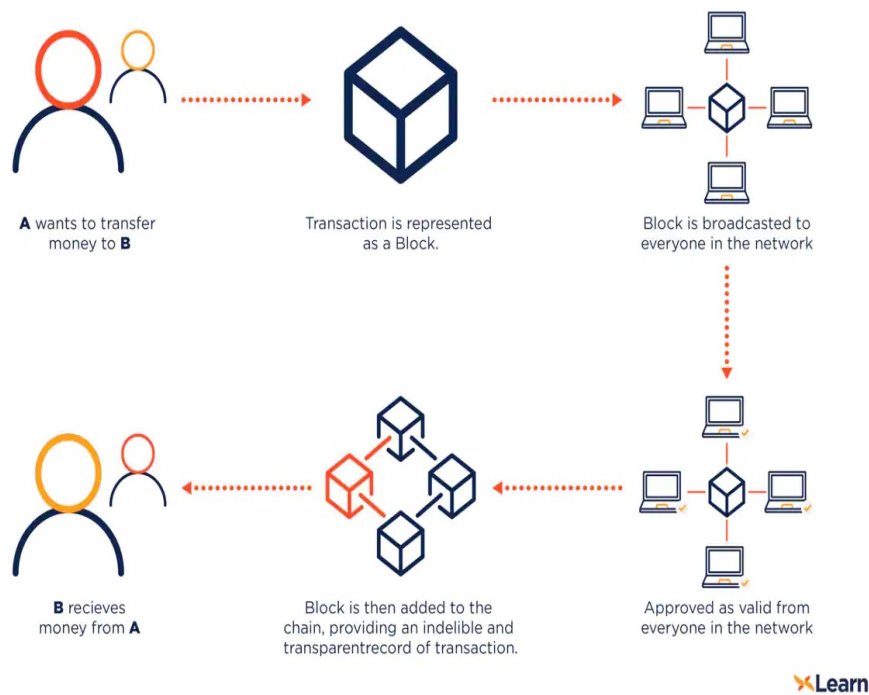 A wants to transfer
money to B
Transaction is represented
as a Block.
Block is broadcasted to
everyone in the network
B recieves
money from A
Block is then added to the
chain, providing an indelible and
transparentrecord of transaction.
Approved as valid from
everyone in the network
Learn